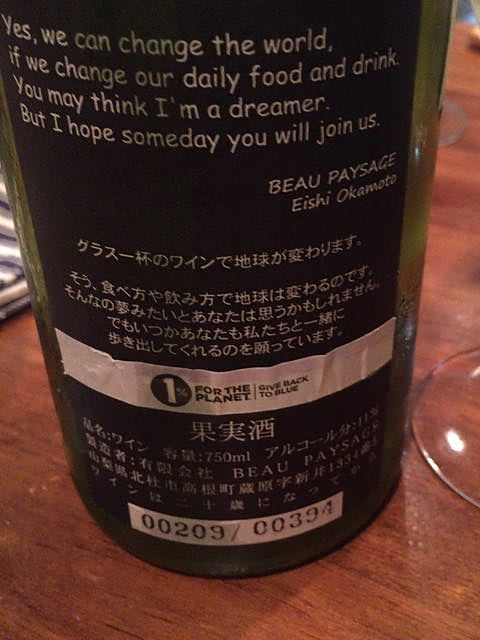 Yes, we can change the world,
if we change our daily food and drink.
You may think I'm a dreamer.
But I hope someday you will join us.
BEAU PAYSAGE
Eishi Okamoto
グラス一杯のワインで地球が変わります。
そう、食べ方や飲み方で地球は変るのです。
そんなの夢みたいとあなたは思うかもしれません。
でもいつかあなたも私たちと一緒に
歩き出してくれるのを願っています。
1% FOR THE PLANET GIVE BACK TO BLUE
果実酒
品名:ワイン 容量:750ml アルコール分:11%
製造者:有限会社 BEAU PAYSAGE
山梨県北杜市高根町蔵原字新井1334番
ワインは二十歳になってから
00209/00394